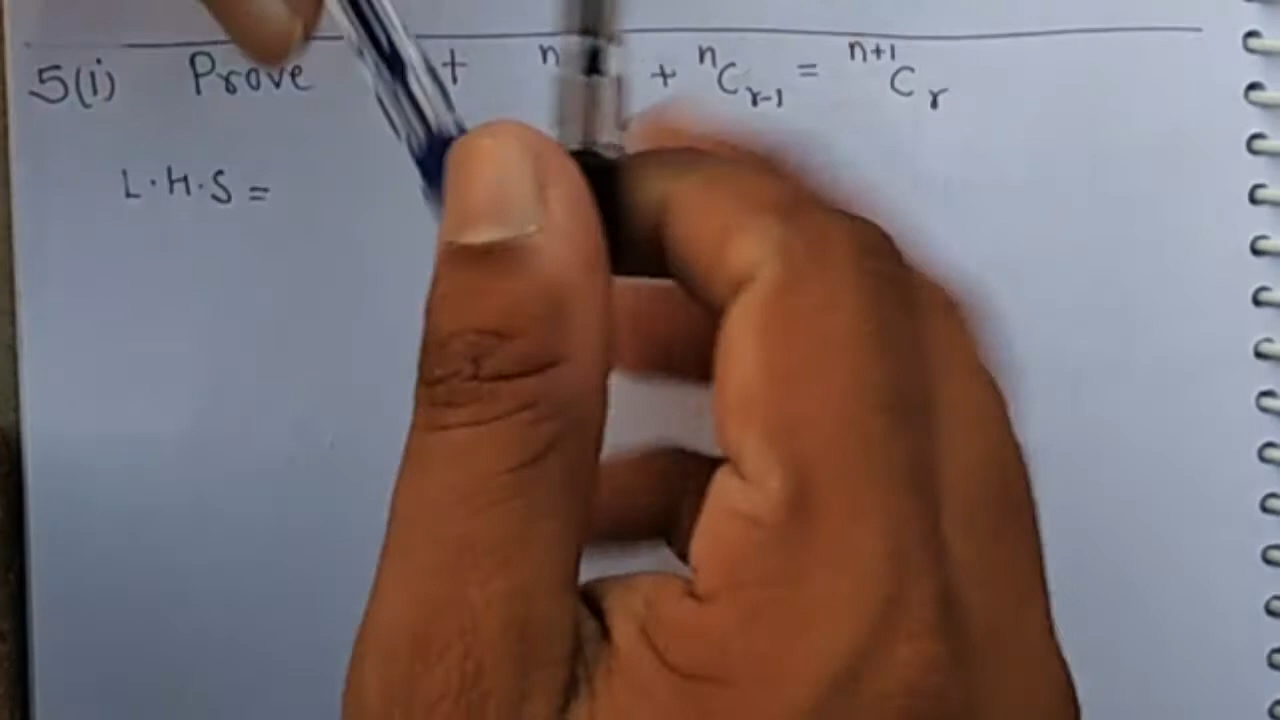 5(i) Prove n + ⁿCᵣ₋₁ = ⁿ⁺¹Cᵣ
L.H.S =